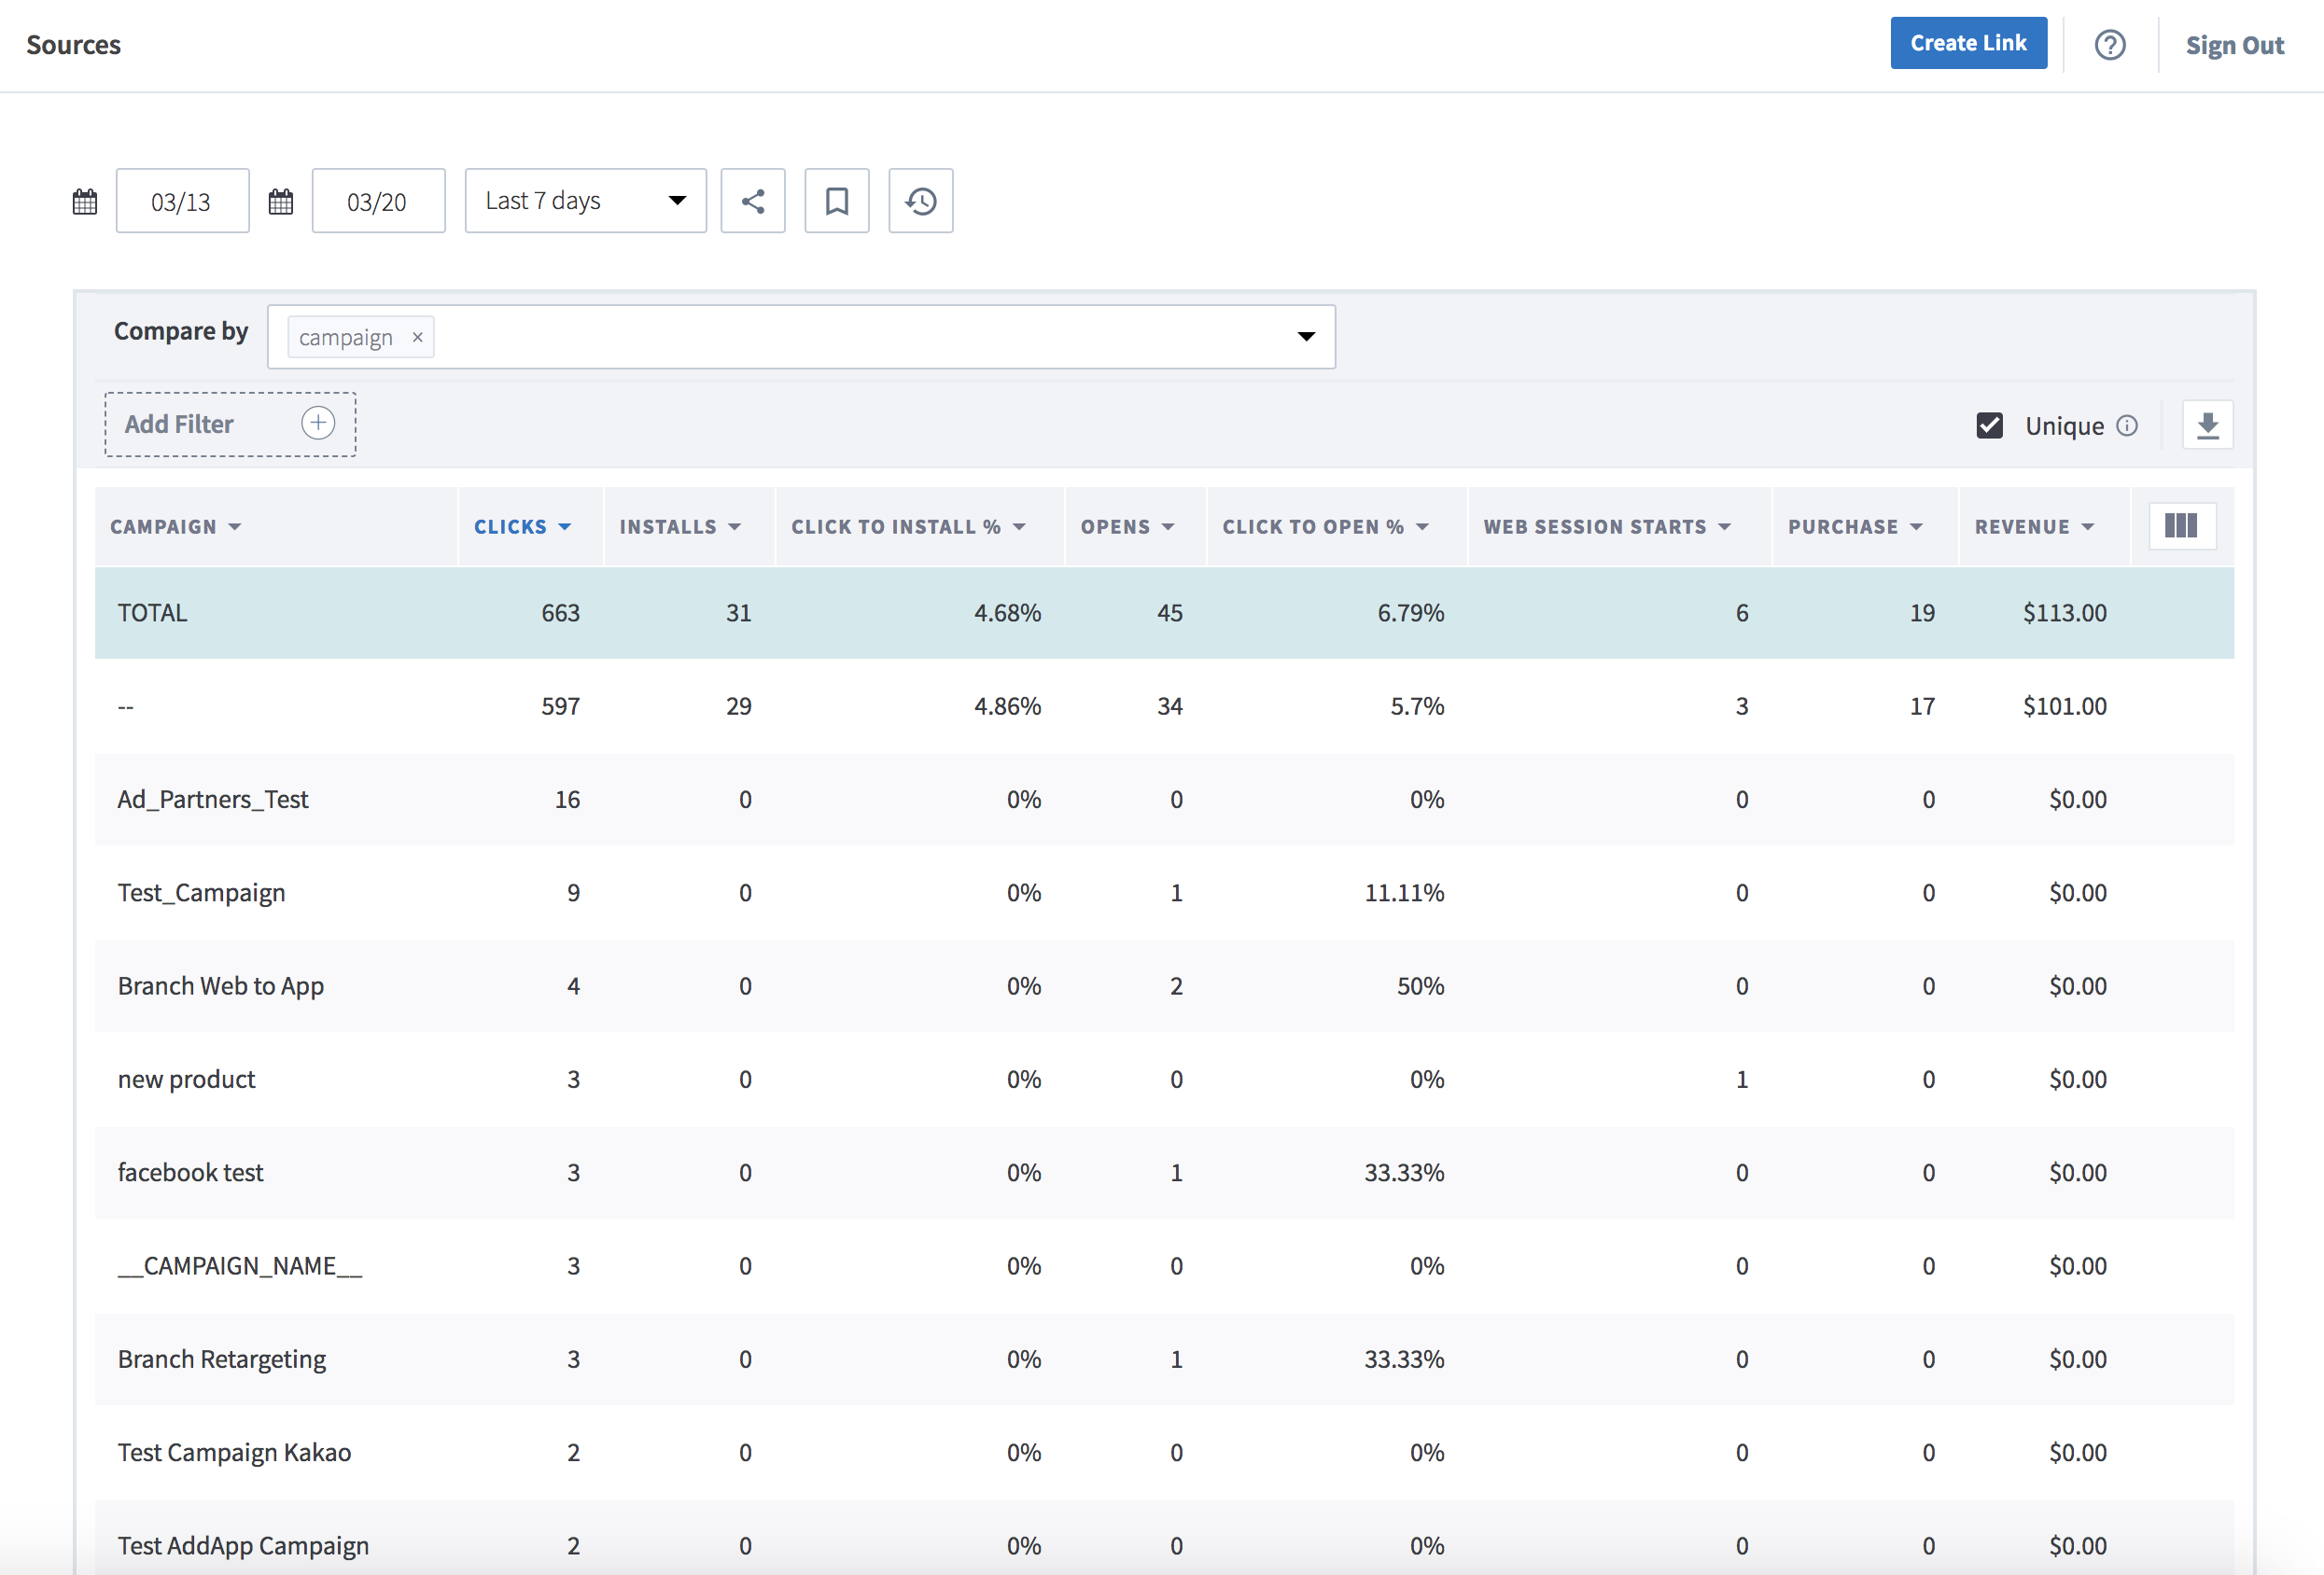 Sources Create Link Sign Out
03/13 03/20 Last 7 days
Compare by campaign ×
Add Filter Unique
CAMPAIGN CLICKS INSTALLS CLICK TO INSTALL % OPENS CLICK TO OPEN % WEB SESSION STARTS PURCHASE REVENUE
TOTAL 663 31 4.68% 45 6.79% 6 19 $113.00
-- 597 29 4.86% 34 5.7% 3 17 $101.00
Ad_Partners_Test 16 0 0% 0 0% 0 0 $0.00
Test_Campaign 9 0 0% 1 11.11% 0 0 $0.00
Branch Web to App 4 0 0% 2 50% 0 0 $0.00
new product 3 0 0% 0 0% 1 0 $0.00
facebook test 3 0 0% 1 33.33% 0 0 $0.00
__CAMPAIGN_NAME__ 3 0 0% 0 0% 0 0 $0.00
Branch Retargeting 3 0 0% 1 33.33% 0 0 $0.00
Test Campaign Kakao 2 0 0% 0 0% 0 0 $0.00
Test AddApp Campaign 2 0 0% 0 0% 0 0 $0.00